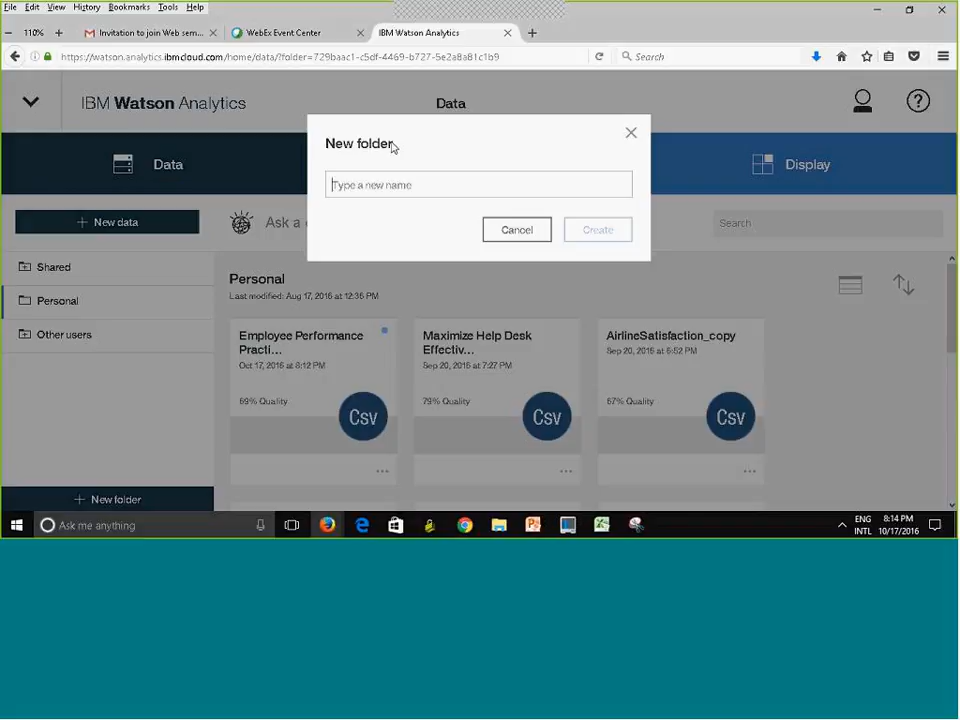 File Edit View History Bookmarks Tools Help
110% Invitation to join Web sem... WebEx Event Center IBM Watson Analytics
https://watson.analytics.ibmcloud.com/home/data/?folder=729baac1-c5df-4469-b727-5e2a8a81c1b9 Search
IBM Watson Analytics Data
New folder
Data Display
Type a new name
New data Ask a Search
Cancel Create
Shared
Personal
Last modified: Aug 17, 2016 at 12:36 PM
Personal
Other users
Employee Performance
Practi...
Oct 17, 2016 at 8:12 PM
69% Quality
Csv
Maximize Help Desk
Effectiv...
Sep 20, 2016 at 7:27 PM
79% Quality
Csv
AirlineSatisfaction_copy
Sep 20, 2016 at 6:52 PM
67% Quality
Csv
New folder
Ask me anything
ENG 8:14 PM
INTL 10/17/2016